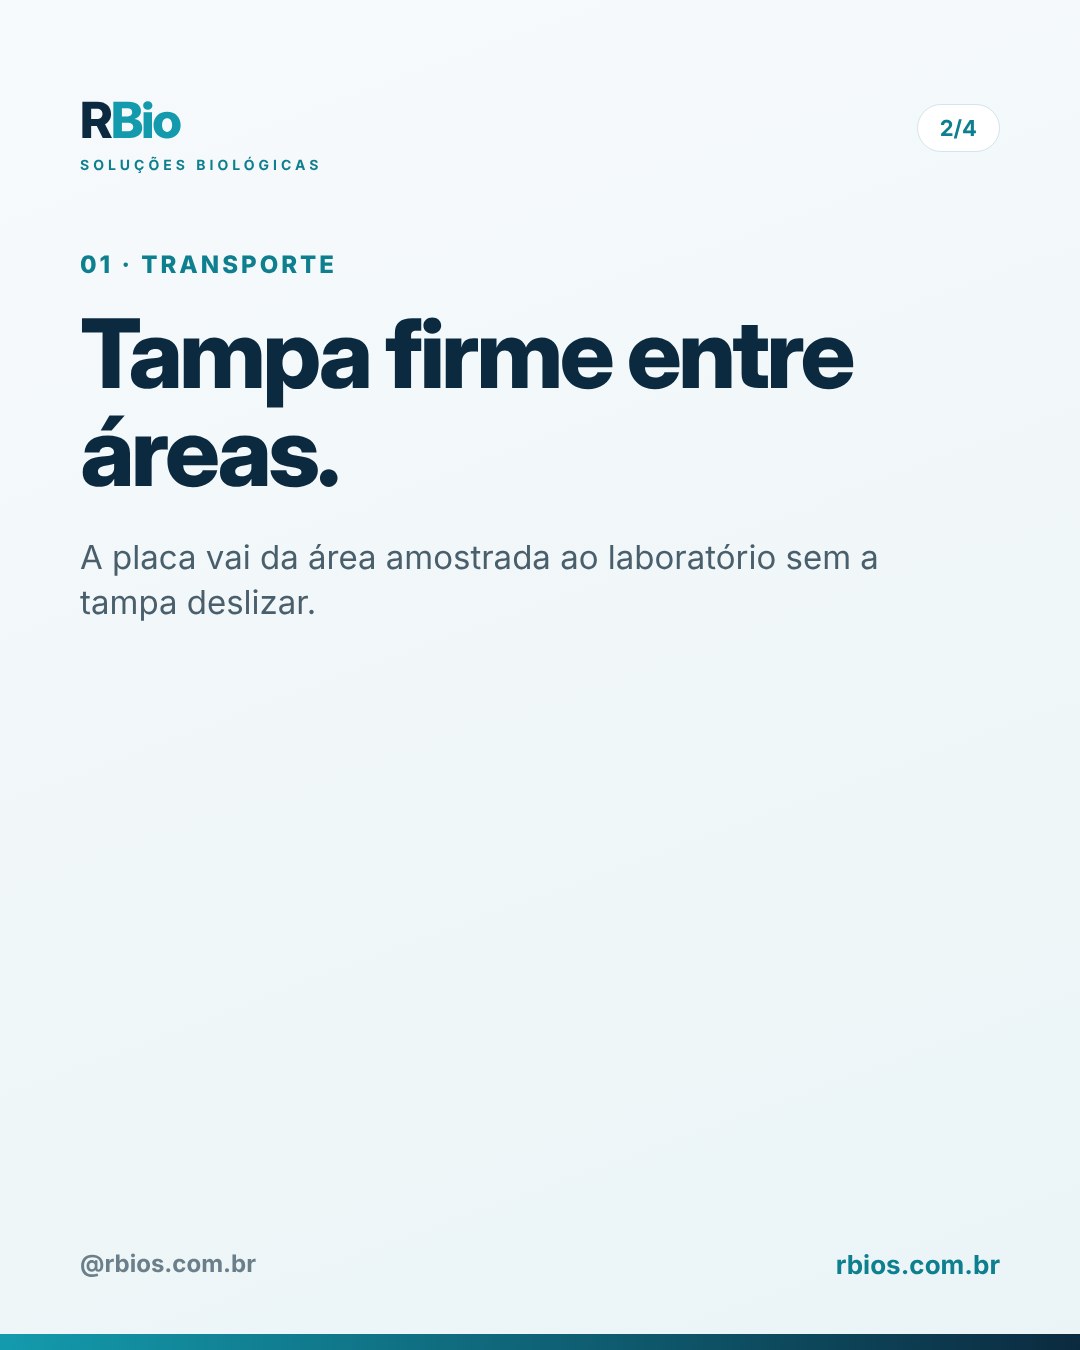 RBio
SOLUÇÕES BIOLÓGICAS
2/4
01 · TRANSPORTE
Tampa firme entre
áreas.
A placa vai da área amostrada ao laboratório sem a
tampa deslizar.
@rbios.com.br
rbios.com.br